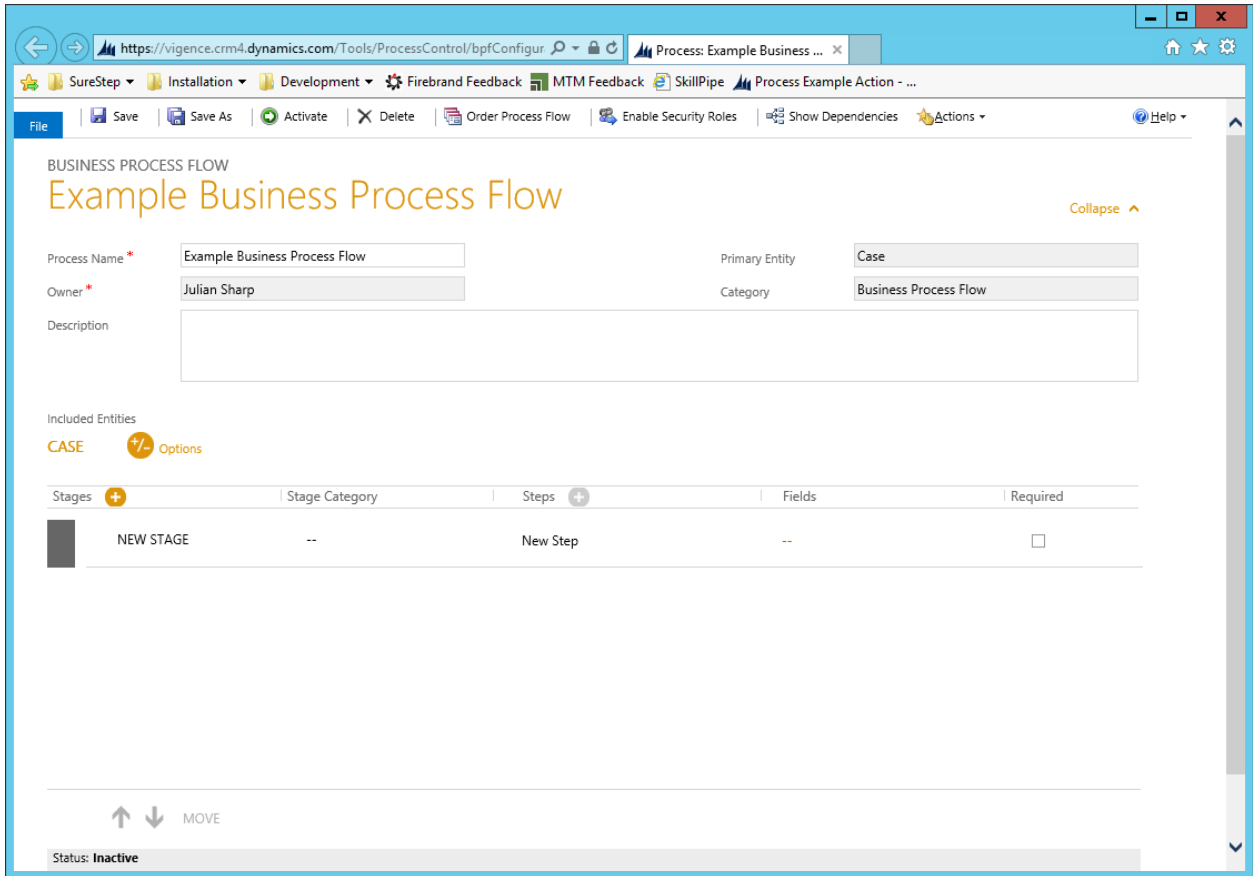 https://vigence.crm4.dynamics.com/Tools/ProcessControl/bpfConfigur
Process: Example Business ...
SureStep Installation Development Firebrand Feedback MTM Feedback SkillPipe Process Example Action - ...
File Save Save As Activate Delete Order Process Flow Enable Security Roles Show Dependencies Actions Help
BUSINESS PROCESS FLOW
Example Business Process Flow
Collapse
Process Name * Example Business Process Flow Primary Entity Case
Owner * Julian Sharp Category Business Process Flow
Description
Included Entities
CASE +/- Options
Stages + Stage Category Steps + Fields Required
NEW STAGE -- New Step --
MOVE
Status: Inactive